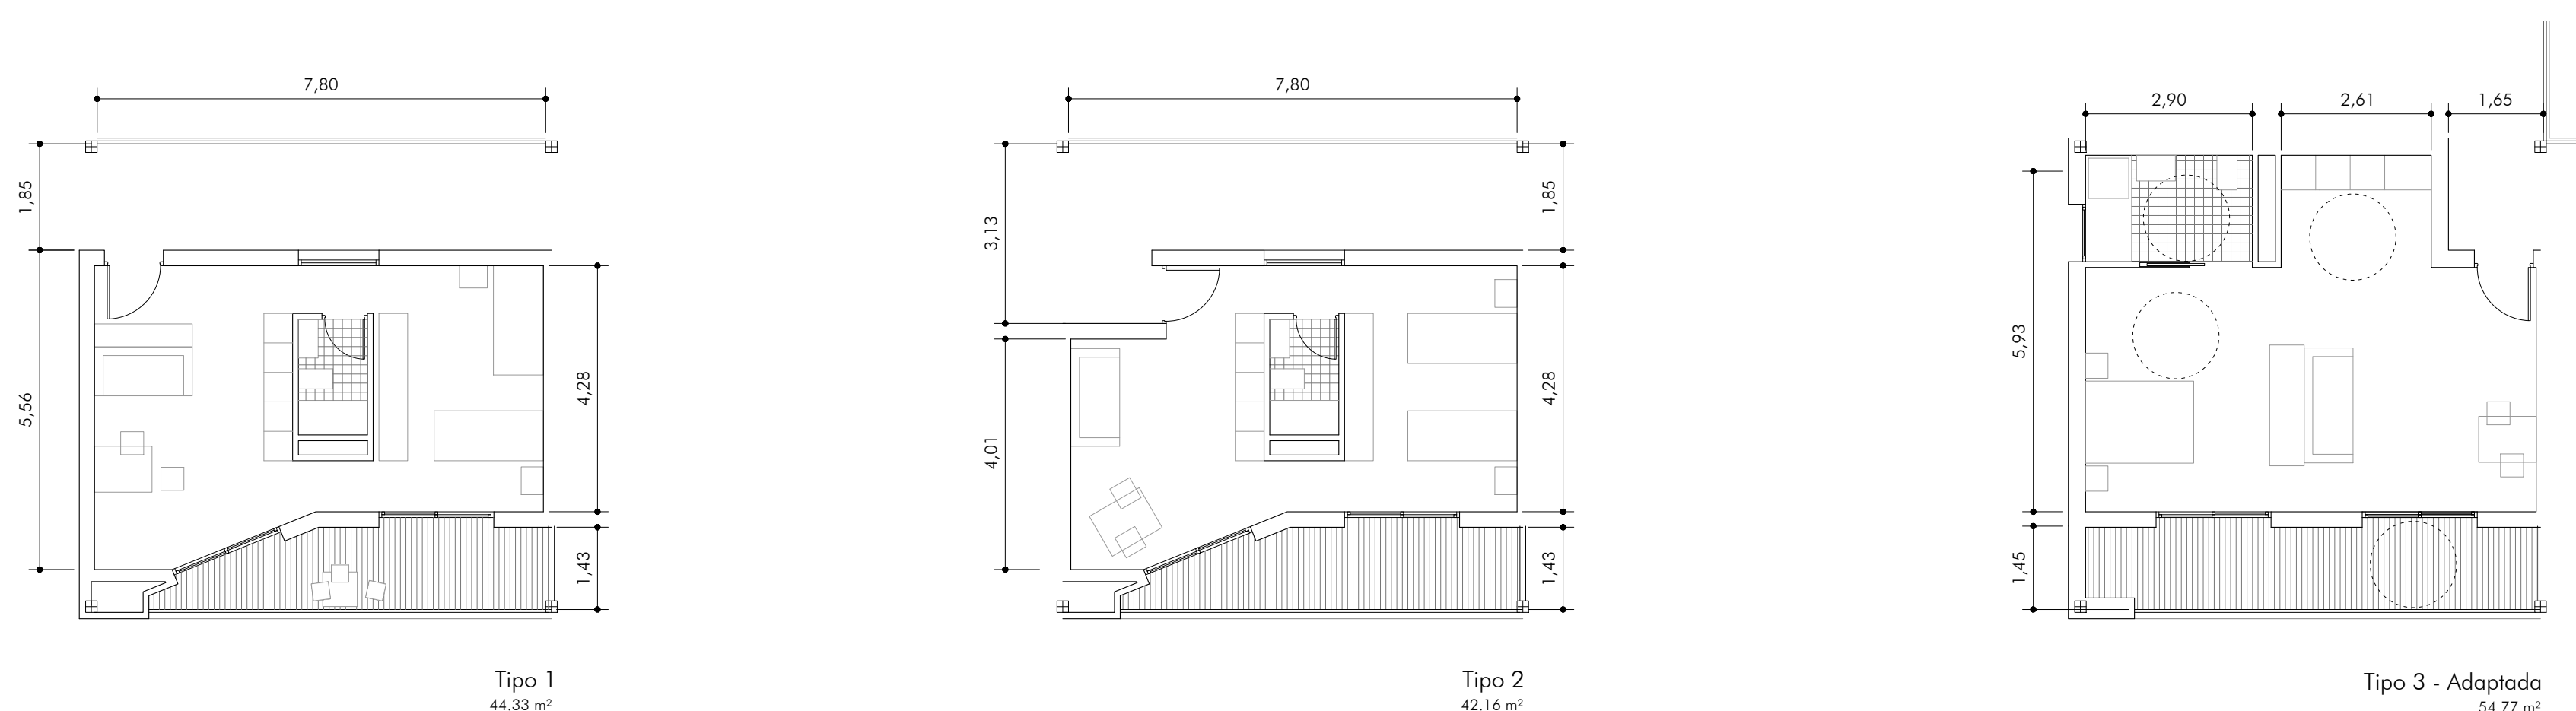 7,80
1,85
5,56
4,28
1,43
Tipo 1
44.33 m²
7,80
3,13
1,85
4,01
4,28
1,43
Tipo 2
42.16 m²
2,90
2,61
1,65
5,93
1,45
Tipo 3 - Adaptada
54.77 m²